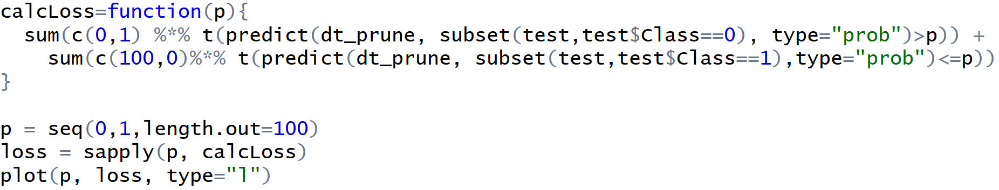 calcLoss=function(p){
  sum(c(0,1) %*% t(predict(dt_prune, subset(test,test$Class==0), type="prob")>p)) +
    sum(c(100,0)%*% t(predict(dt_prune, subset(test,test$Class==1),type="prob")<=p))
}

p = seq(0,1,length.out=100)
loss = sapply(p, calcLoss)
plot(p, loss, type="l")